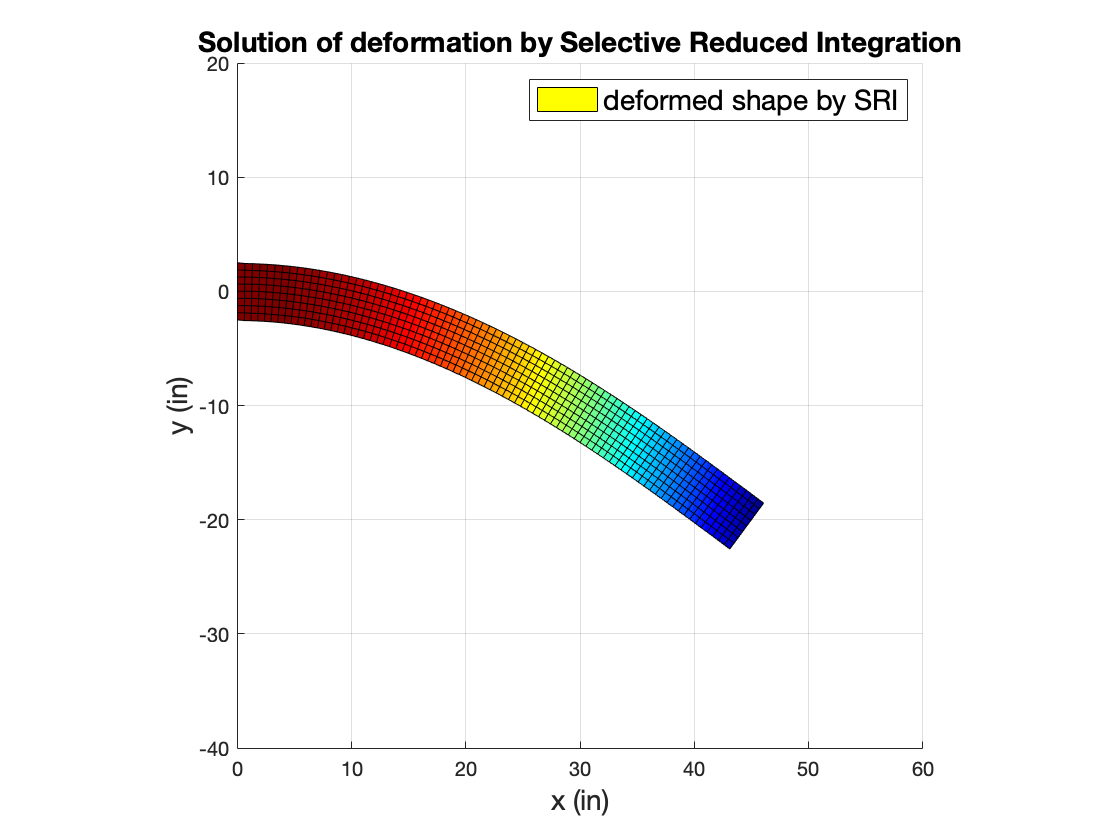 Solution of deformation by Selective Reduced Integration
deformed shape by SRI
20
10
0
-10
-20
-30
-40
y (in)
0 10 20 30 40 50 60
x (in)